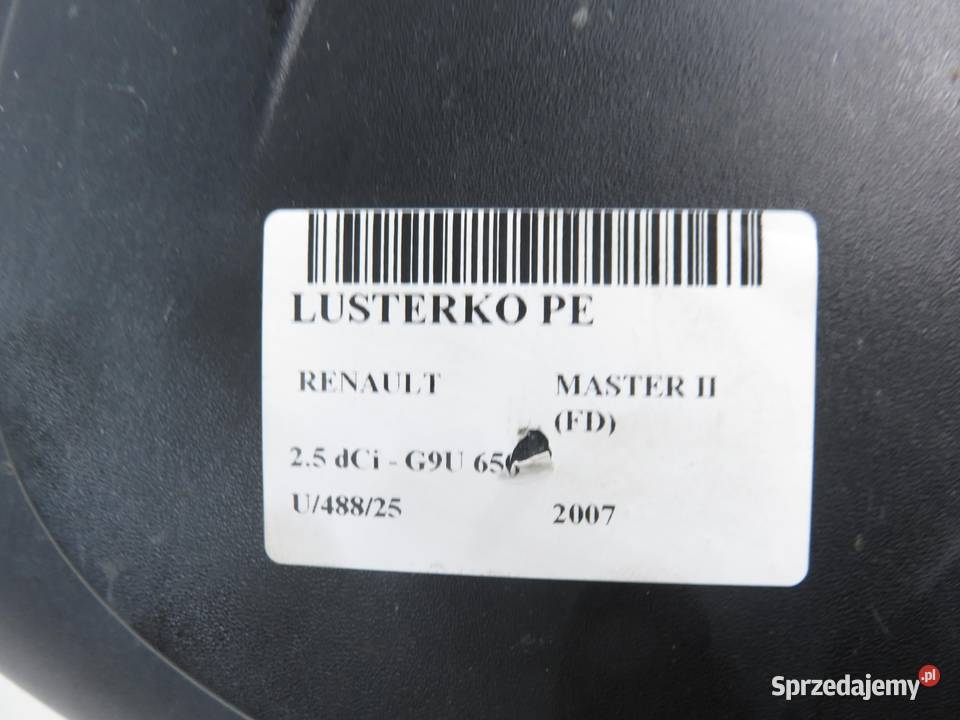 LUSTERKO PE
RENAULT MASTER II
(FD)
2.5 dCi - G9U
U/488/25 2007
Sprzedajemy.pl